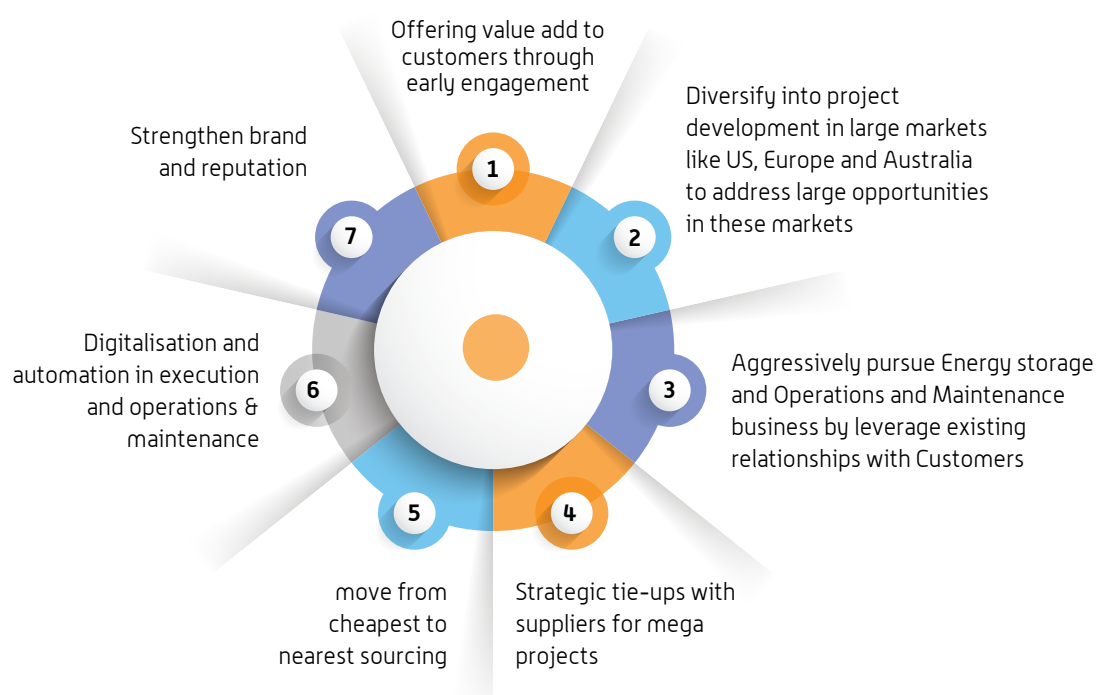 1
Offering value add to
customers through
early engagement
2
Diversify into project
development in large markets
like US, Europe and Australia
to address large opportunities
in these markets
3
Aggressively pursue Energy storage
and Operations and Maintenance
business by leverage existing
relationships with Customers
4
Strategic tie-ups with
suppliers for mega
projects
5
move from
cheapest to
nearest sourcing
6
Digitalisation and
automation in execution
and operations &
maintenance
7
Strengthen brand
and reputation